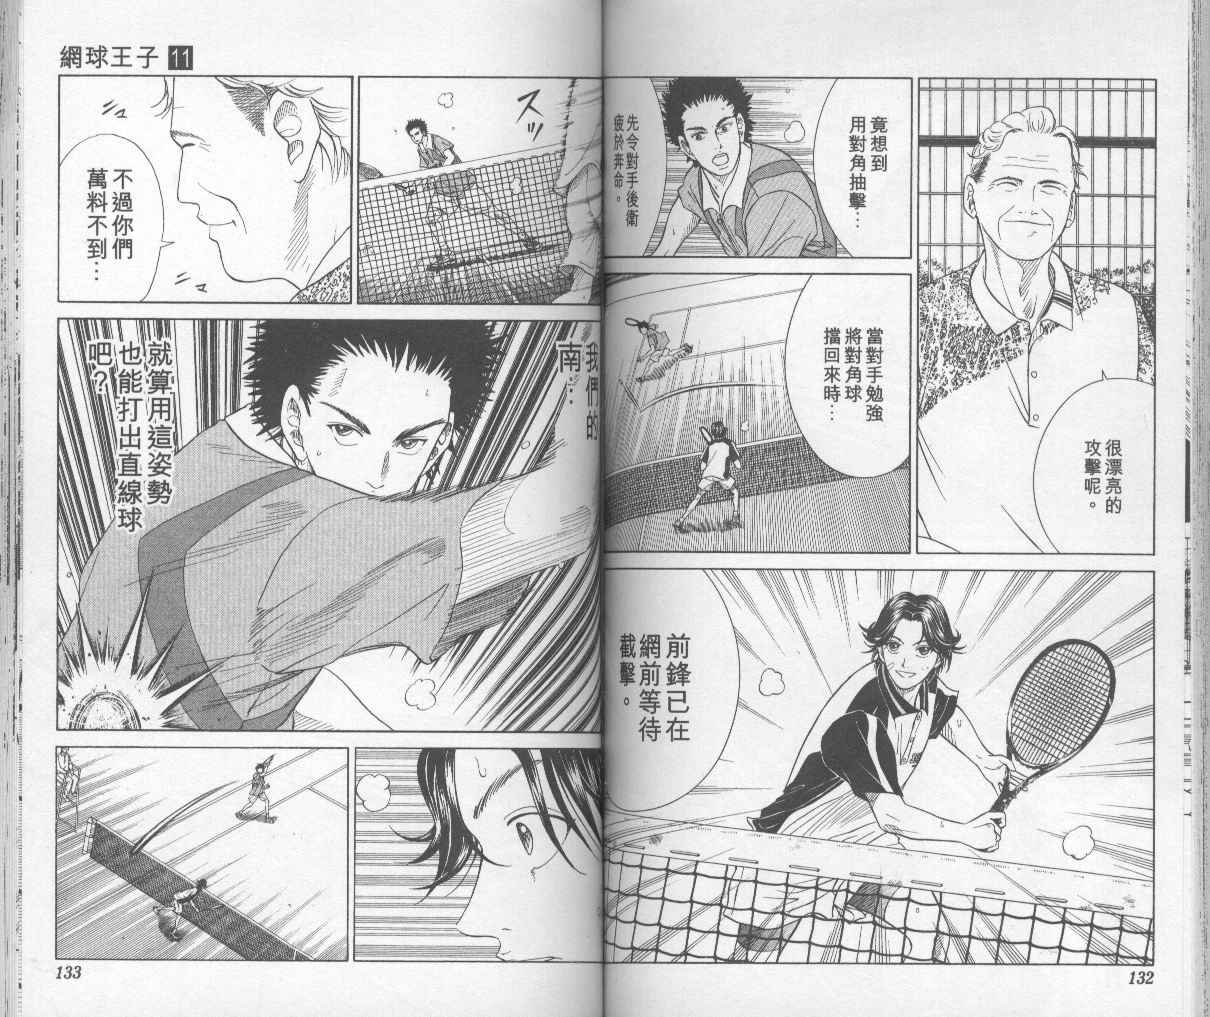 網球王子 11
很漂亮的
攻擊呢。
竟想到
用對角抽擊…
先令對手後衛
疲於奔命。
當對手勉強
將對角球
擋回來時…
前鋒已在
網前等待
截擊。
132
スッ
不過你們
萬料不到…
我們的
南…
就算用這姿勢
也能打出直線球
吧？
133